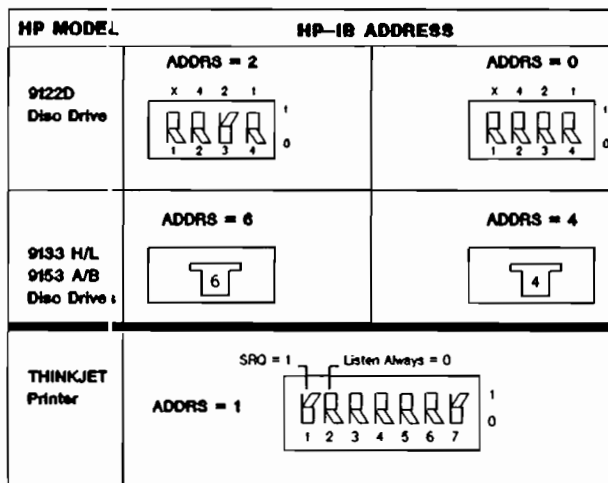 HP MODEL HP-IB ADDRESS
9122D
Disc Drive
ADDRS = 2
X 4 2 1
1
0
1 2 3 4
ADDRS = 0
X 4 2 1
1
0
1 2 3 4
9133 H/L
9153 A/B
Disc Drives
ADDRS = 6
6
ADDRS = 4
4
THINKJET
Printer
ADDRS = 1
SRQ = 1 Listen Always = 0
1
0
1 2 3 4 5 6 7